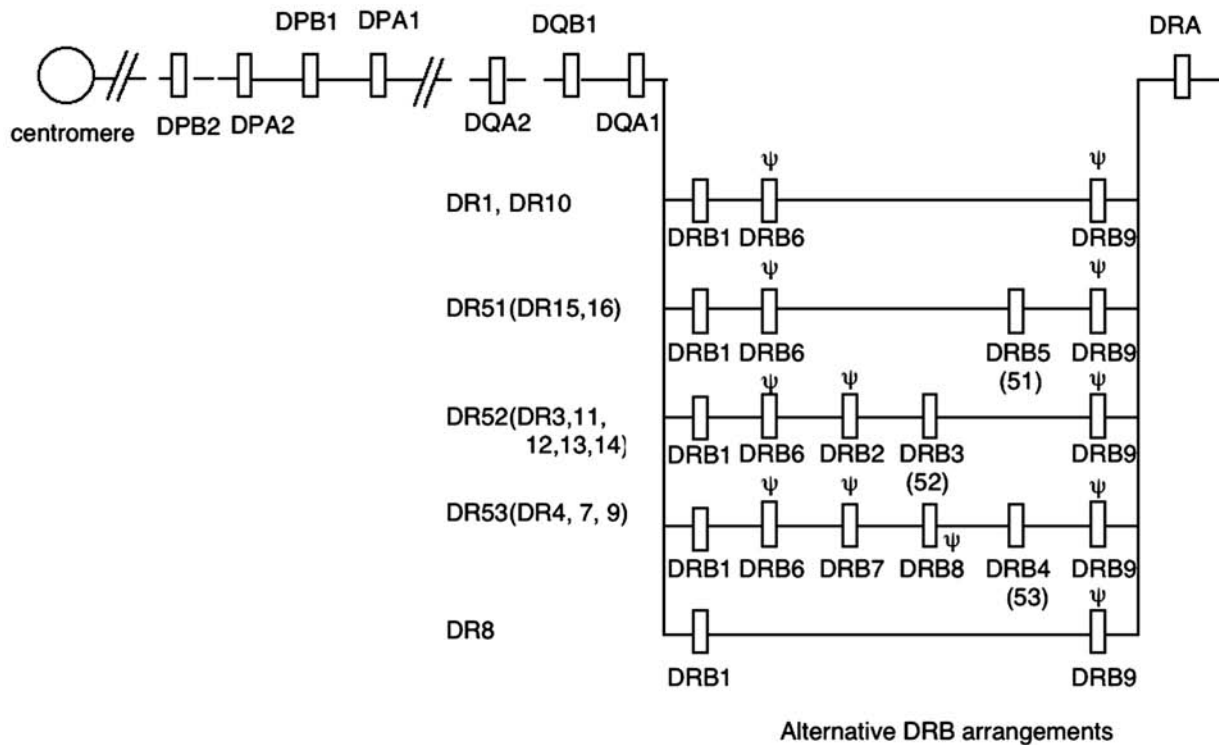 DPB1 DPA1 DQB1 DRA
centromere DPB2 DPA2 DQA2 DQA1
ψ ψ
DR1, DR10
DRB1 DRB6 DRB9
ψ ψ
DR51(DR15,16)
DRB1 DRB6 DRB5 DRB9
(51)
ψ ψ ψ
DR52(DR3,11,
12,13,14)
DRB1 DRB6 DRB2 DRB3 DRB9
(52)
ψ ψ ψ
DR53(DR4, 7, 9)
ψ
DRB1 DRB6 DRB7 DRB8 DRB4 DRB9
(53)
ψ
DR8
DRB1 DRB9
Alternative DRB arrangements